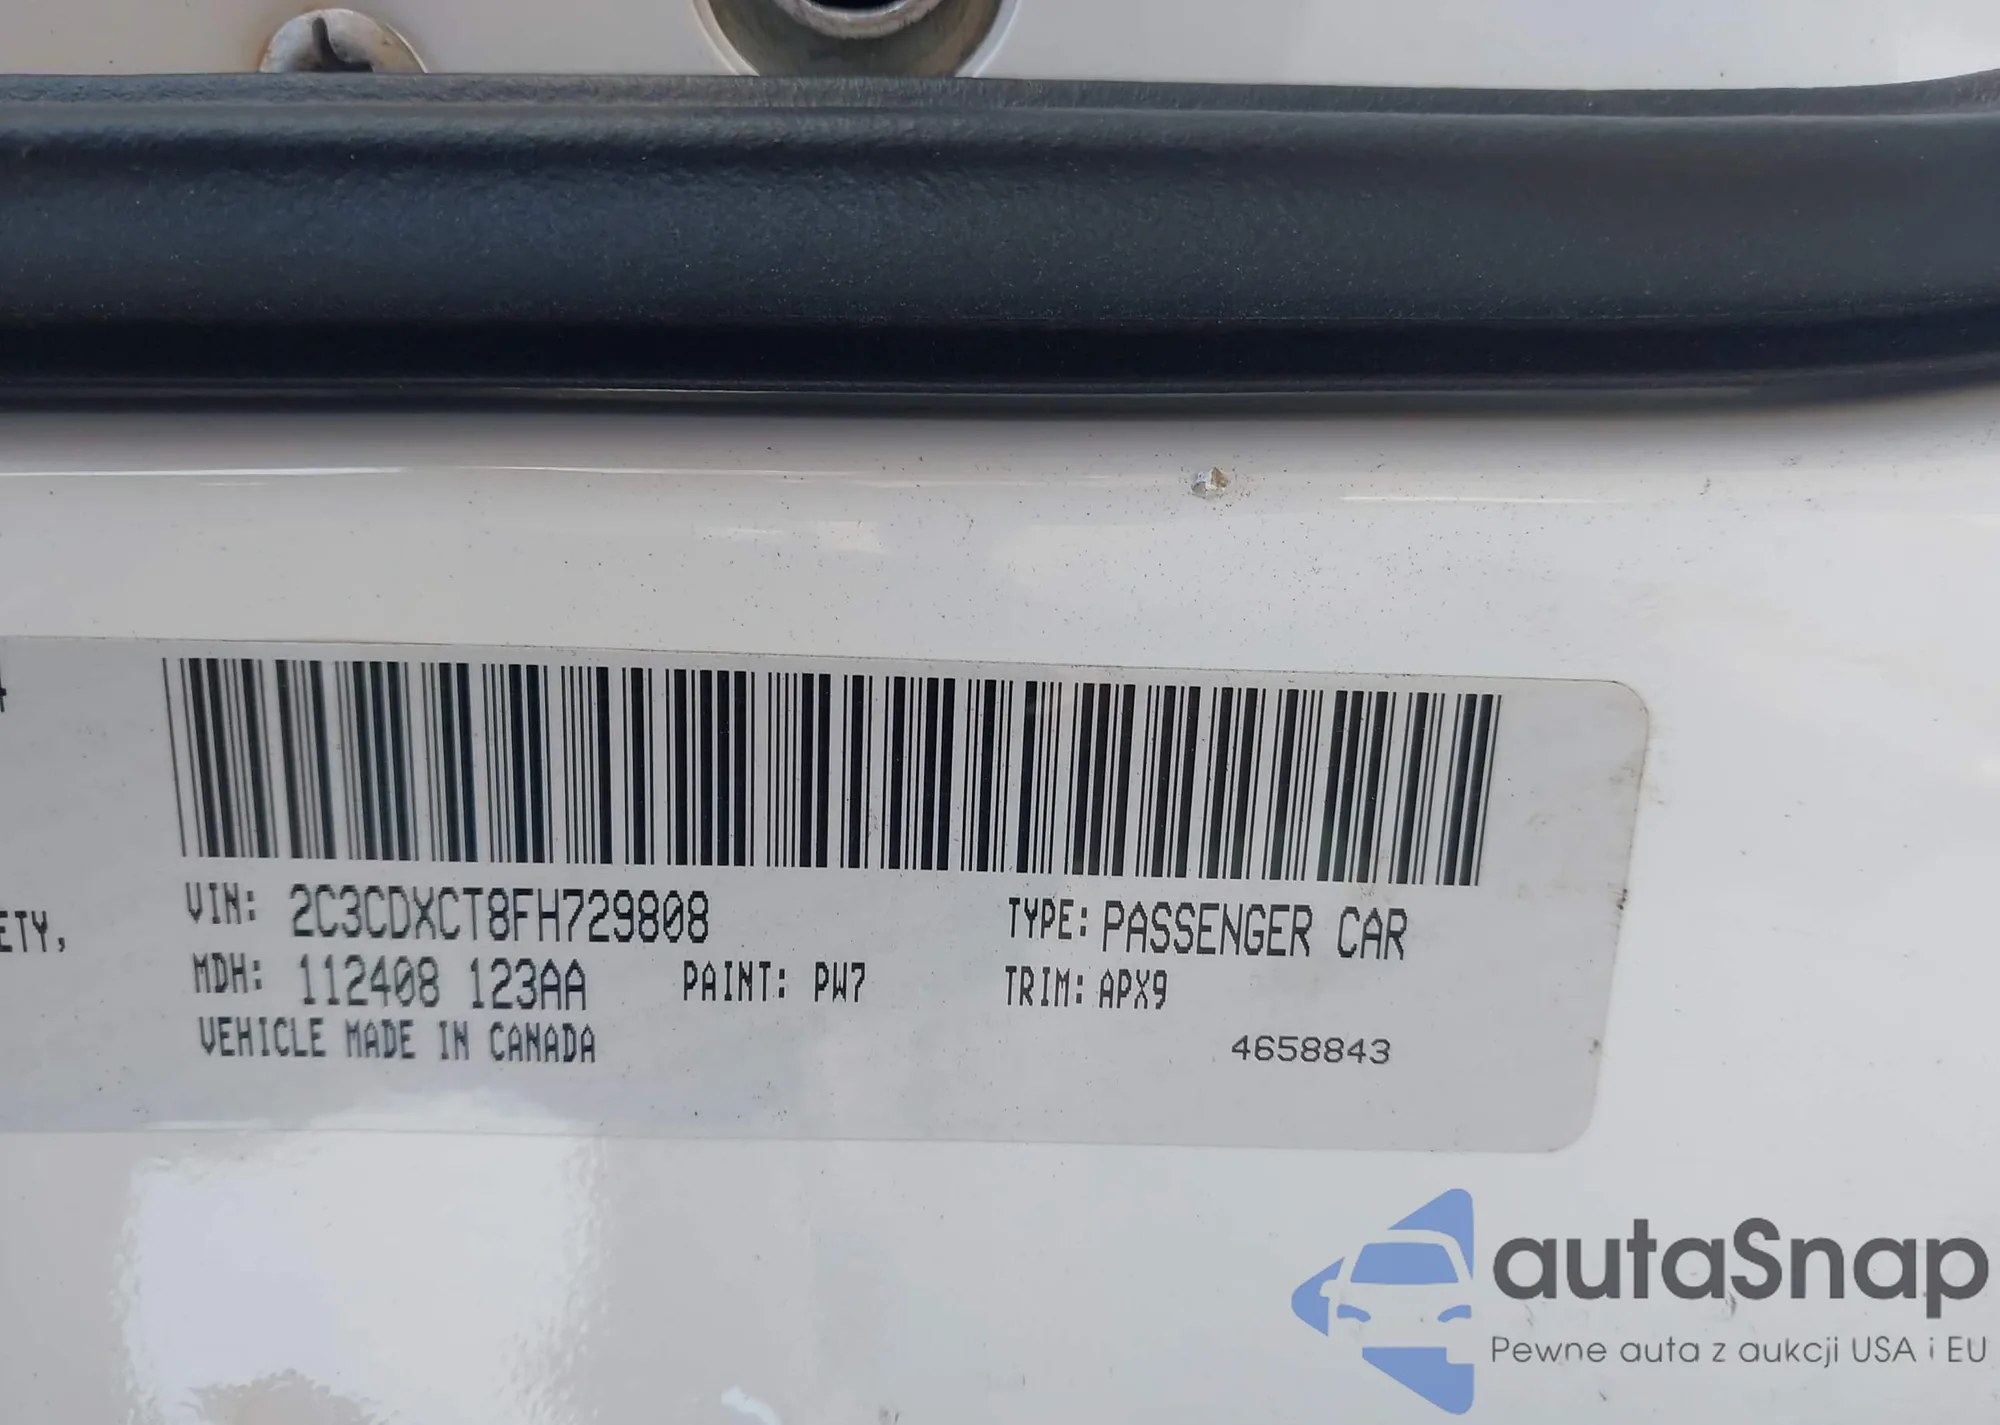 4
ETY,
VIN: 2C3CDXCT8FH729808
TYPE: PASSENGER CAR
MDH: 112408 123AA
PAINT: PW7
TRIM: APX9
VEHICLE MADE IN CANADA
4658843
autaSnap
Pewne auta z aukcji USA i EU